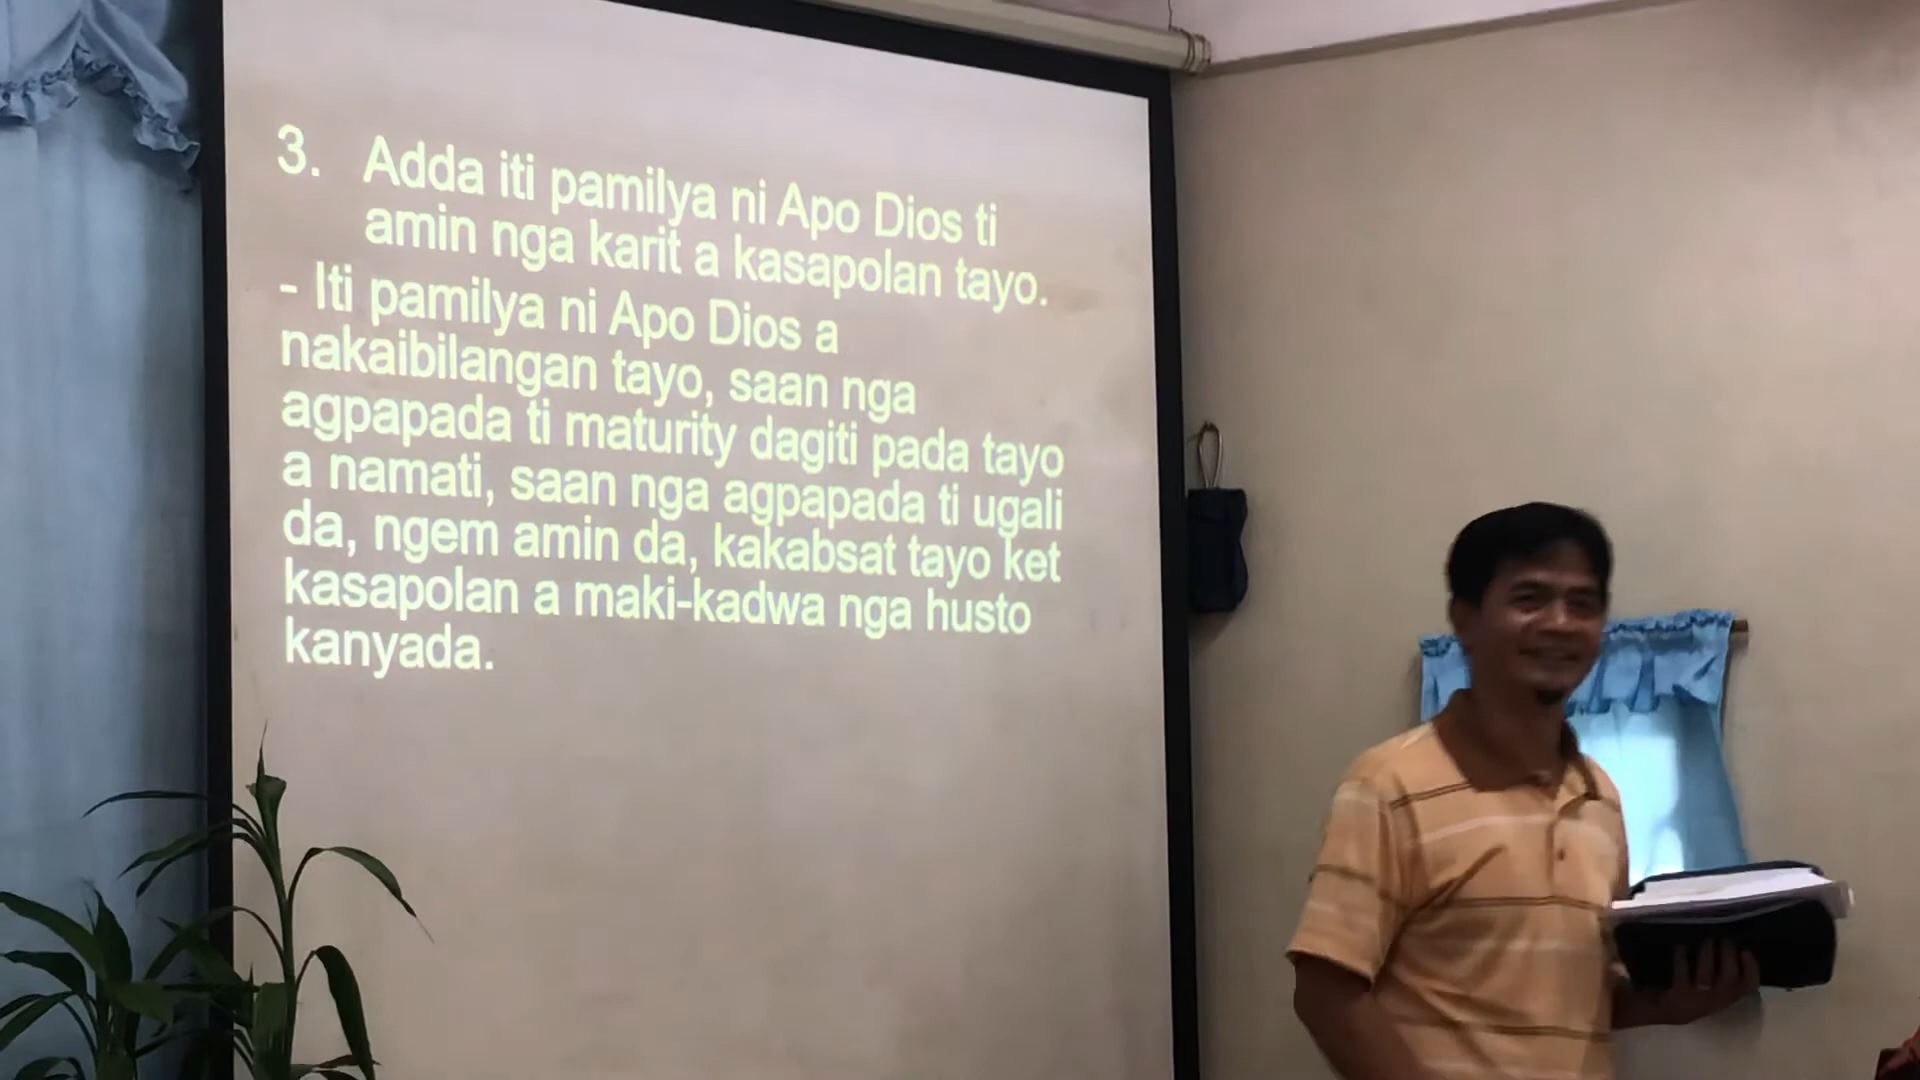 3. Adda iti pamilya ni Apo Dios ti
amin nga karit a kasapolan tayo.
- Iti pamilya ni Apo Dios a
nakaibilangan tayo, saan nga
agpapada ti maturity dagiti pada tayo
a namati, saan nga agpapada ti ugali
da, ngem amin da, kakabsat tayo ket
kasapolan a maki-kadwa nga husto
kanyada.